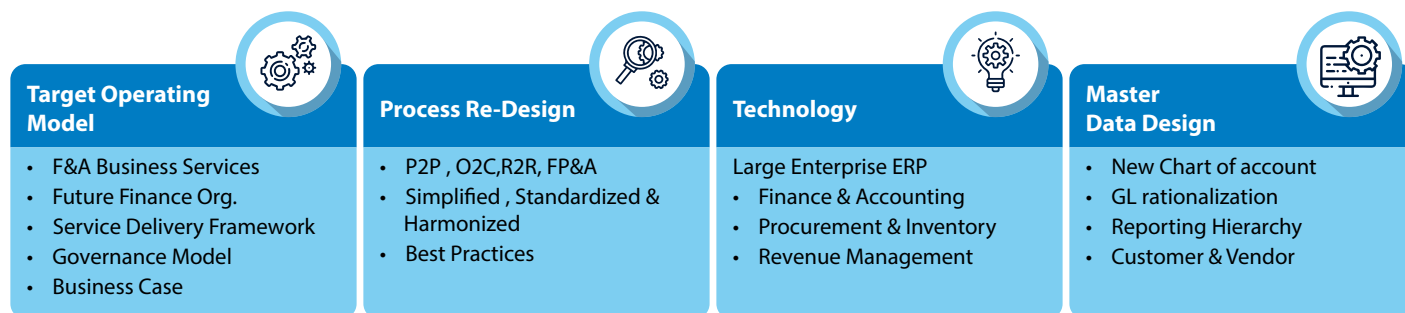 Target Operating
Model
• F&A Business Services
• Future Finance Org.
• Service Delivery Framework
• Governance Model
• Business Case
Process Re-Design
• P2P , O2C,R2R, FP&A
• Simplified , Standardized &
Harmonized
• Best Practices
Technology
Large Enterprise ERP
• Finance & Accounting
• Procurement & Inventory
• Revenue Management
Master
Data Design
• New Chart of account
• GL rationalization
• Reporting Hierarchy
• Customer & Vendor